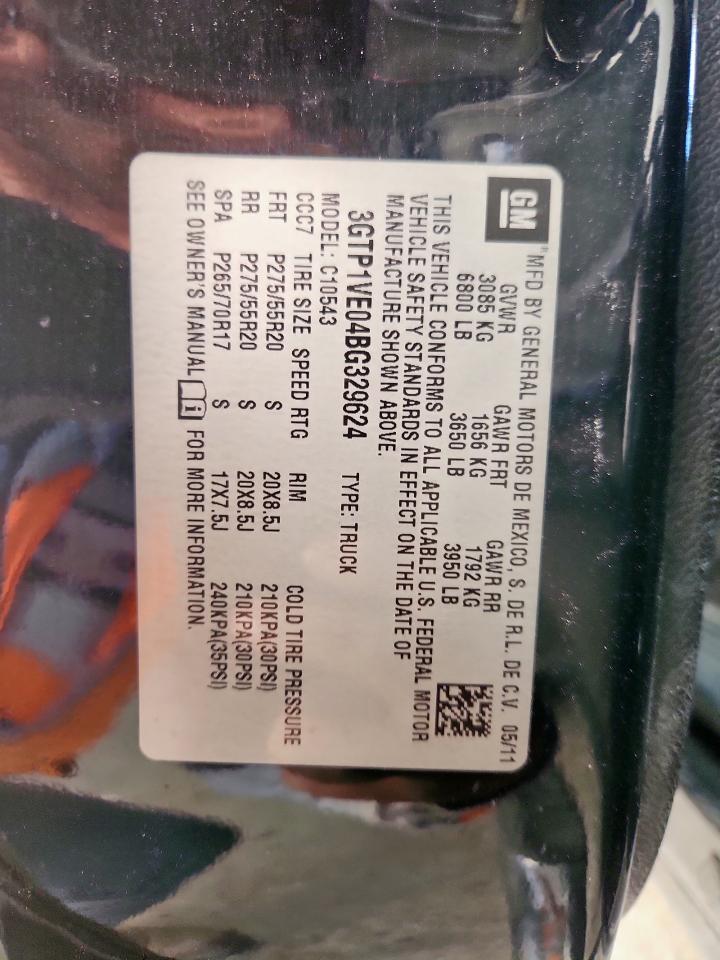 GM
"MFD BY GENERAL MOTORS DE MEXICO, S. DE R.L. DE C.V. 05/11
GVWR GAWR FRT GAWR RR
3085 KG 1656 KG 1792 KG
6800 LB 3650 LB 3950 LB
THIS VEHICLE CONFORMS TO ALL APPLICABLE U.S. FEDERAL MOTOR
VEHICLE SAFETY STANDARDS IN EFFECT ON THE DATE OF
MANUFACTURE SHOWN ABOVE.
3GTP1VE04BG329624 TYPE: TRUCK
MODEL: C10543
CCC7 TIRE SIZE SPEED RTG RIM COLD TIRE PRESSURE
FRT P275/55R20 S 20X8.5J 210KPA(30PSI)
RR P275/55R20 S 20X8.5J 210KPA(30PSI)
SPA P265/70R17 S 17X7.5J 240KPA(35PSI)
SEE OWNER'S MANUAL i FOR MORE INFORMATION.